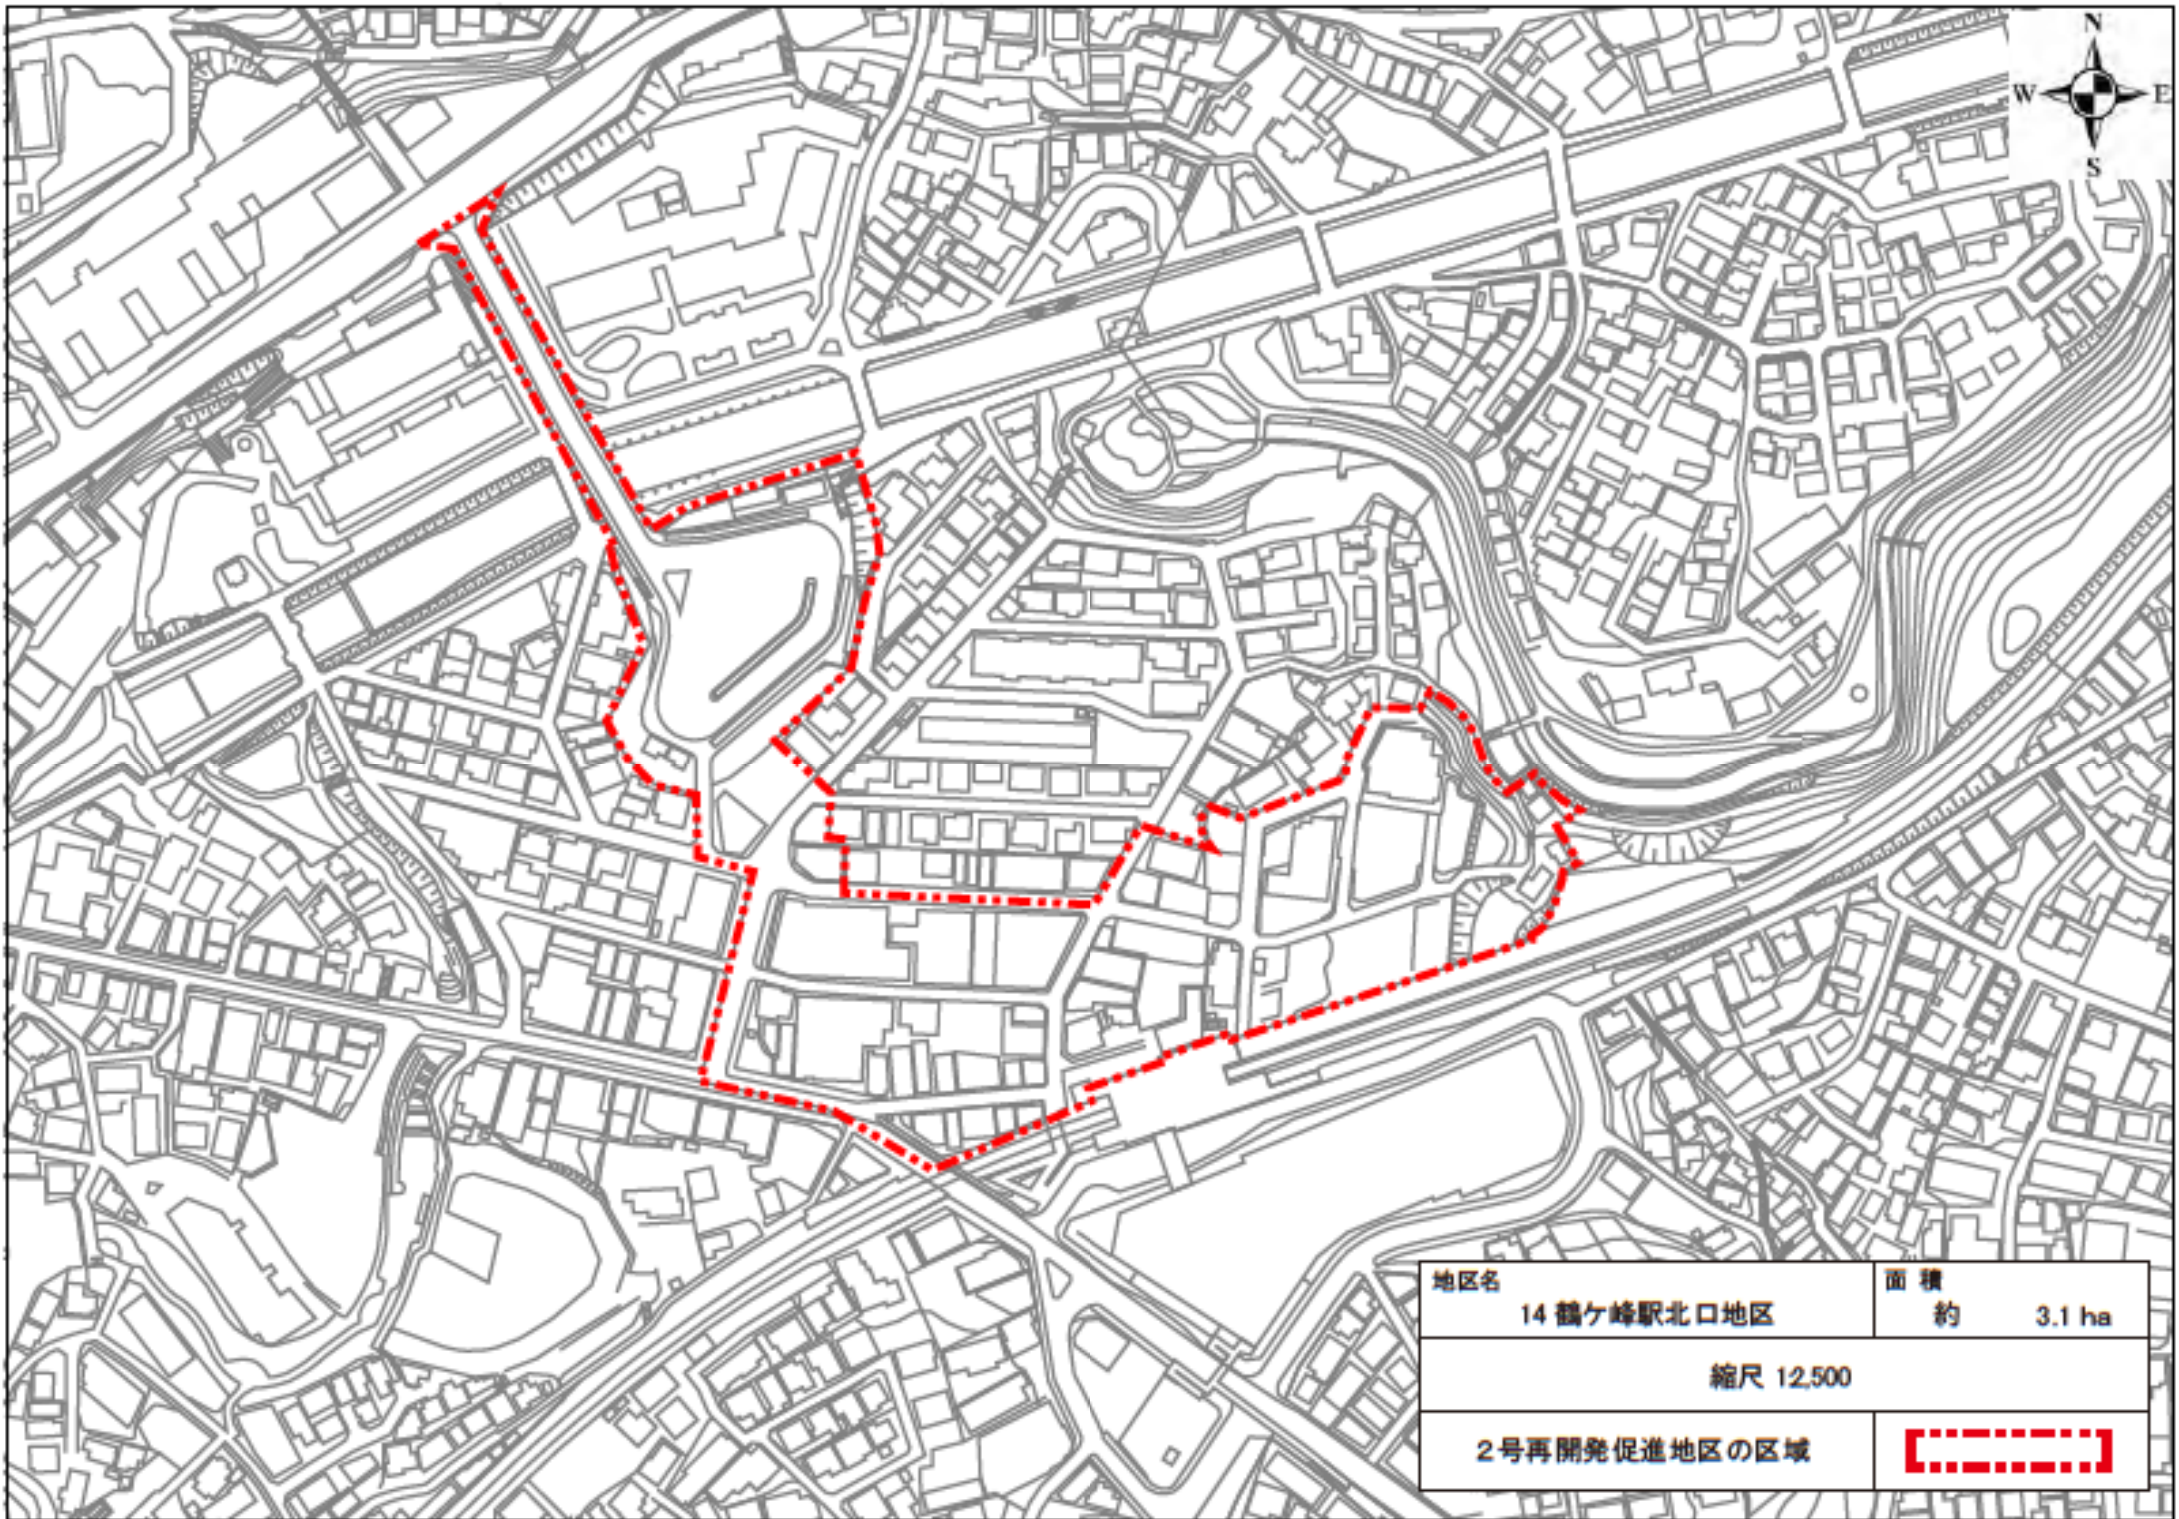 N
W E
S
地区名
14 鶴ケ峰駅北口地区
面 積
約 3.1 ha
縮尺 12,500
2号再開発促進地区の区域